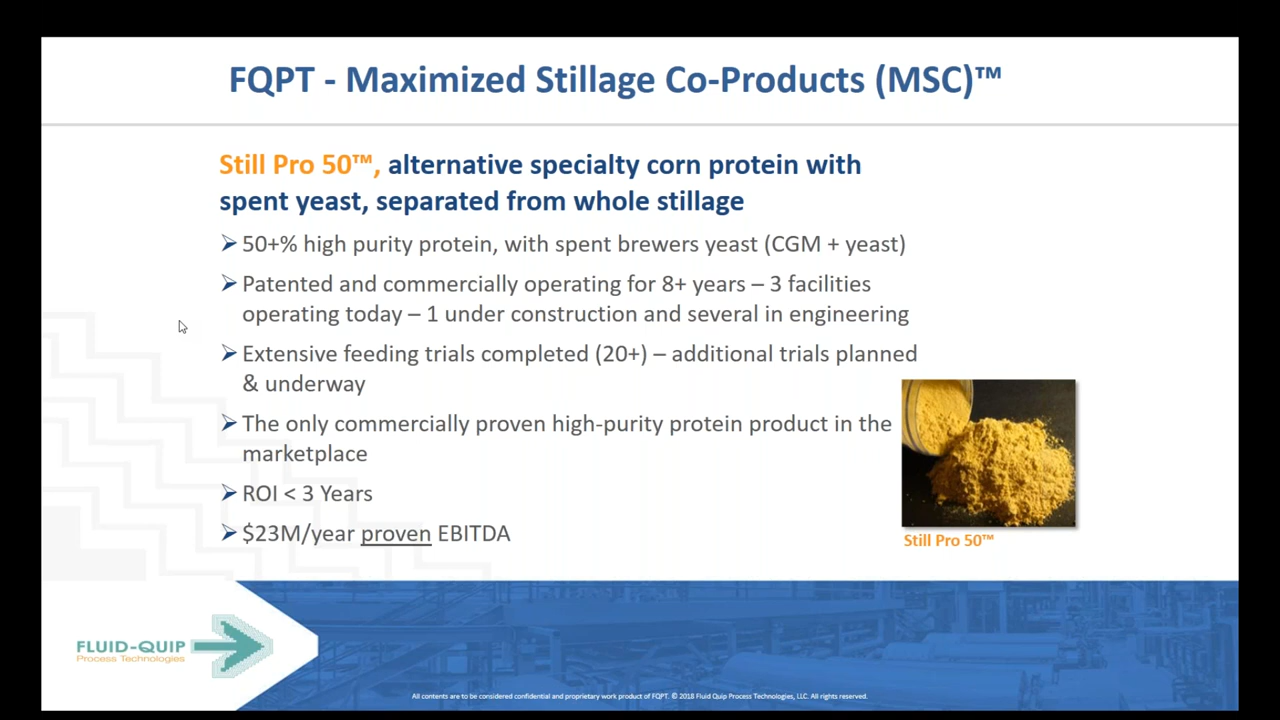 FQPT - Maximized Stillage Co-Products (MSC)™
Still Pro 50™, alternative specialty corn protein with
spent yeast, separated from whole stillage
50+% high purity protein, with spent brewers yeast (CGM + yeast)
Patented and commercially operating for 8+ years – 3 facilities
operating today – 1 under construction and several in engineering
Extensive feeding trials completed (20+) – additional trials planned
& underway
The only commercially proven high-purity protein product in the
marketplace
ROI < 3 Years
$23M/year proven EBITDA
Still Pro 50™
FLUID-QUIP
Process Technologies
All contents are to be considered confidential and proprietary work product of FQPT. © 2018 Fluid Quip Process Technologies, LLC. All rights reserved.